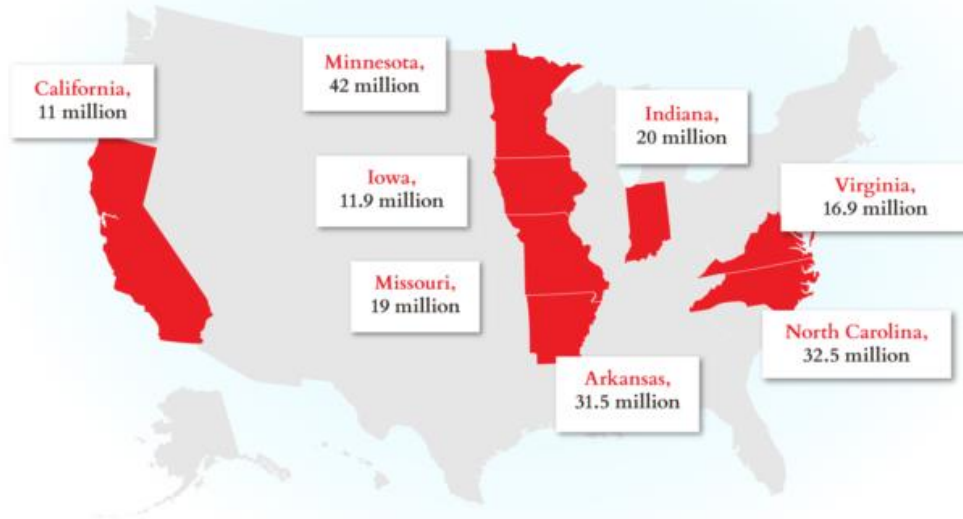 California,
11 million
Minnesota,
42 million
Indiana,
20 million
Iowa,
11.9 million
Virginia,
16.9 million
Missouri,
19 million
North Carolina,
32.5 million
Arkansas,
31.5 million